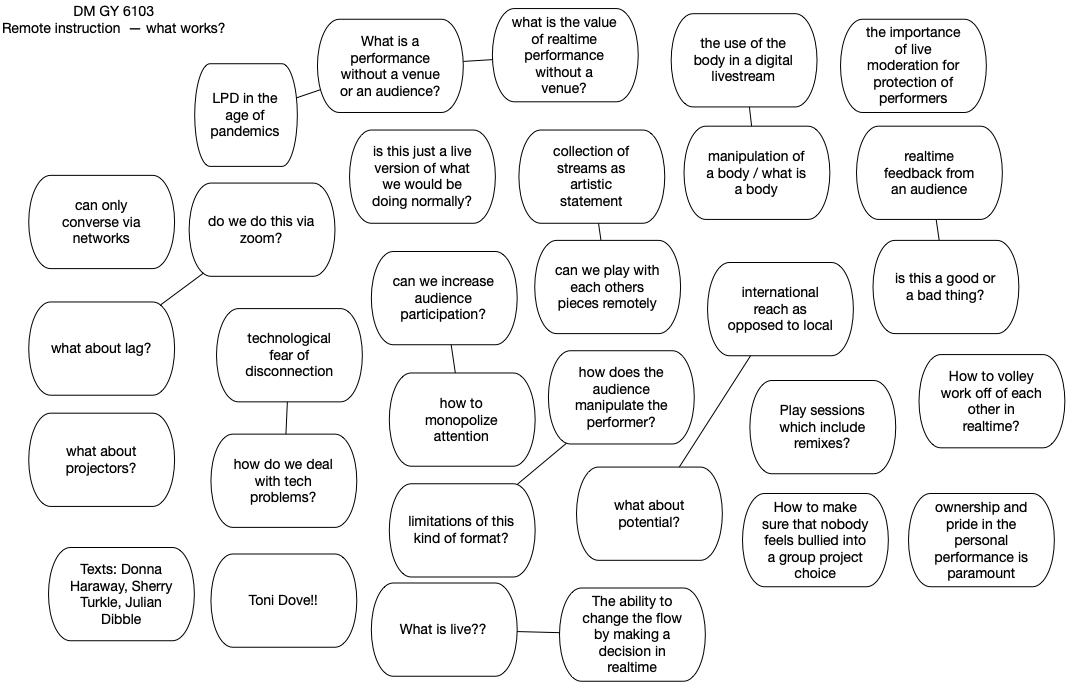 DM GY 6103
Remote instruction — what works?
What is a
performance
without a venue
or an audience?
what is the value
of realtime
performance
without a
venue?
the use of the
body in a digital
livestream
the importance
of live
moderation for
protection of
performers
LPD in the
age of
pandemics
is this just a live
version of what
we would be
doing normally?
collection of
streams as
artistic
statement
manipulation of
a body / what is
a body
realtime
feedback from
an audience
can only
converse via
networks
do we do this via
zoom?
can we increase
audience
participation?
can we play with
each others
pieces remotely
international
reach as
opposed to local
is this a good or
a bad thing?
what about lag?
technological
fear of
disconnection
how to
monopolize
attention
how does the
audience
manipulate the
performer?
Play sessions
which include
remixes?
How to volley
work off of each
other in
realtime?
what about
projectors?
how do we deal
with tech
problems?
limitations of this
kind of format?
what about
potential?
How to make
sure that nobody
feels bullied into
a group project
choice
ownership and
pride in the
personal
performance is
paramount
Texts: Donna
Haraway, Sherry
Turkle, Julian
Dibble
Toni Dove!!
What is live??
The ability to
change the flow
by making a
decision in
realtime